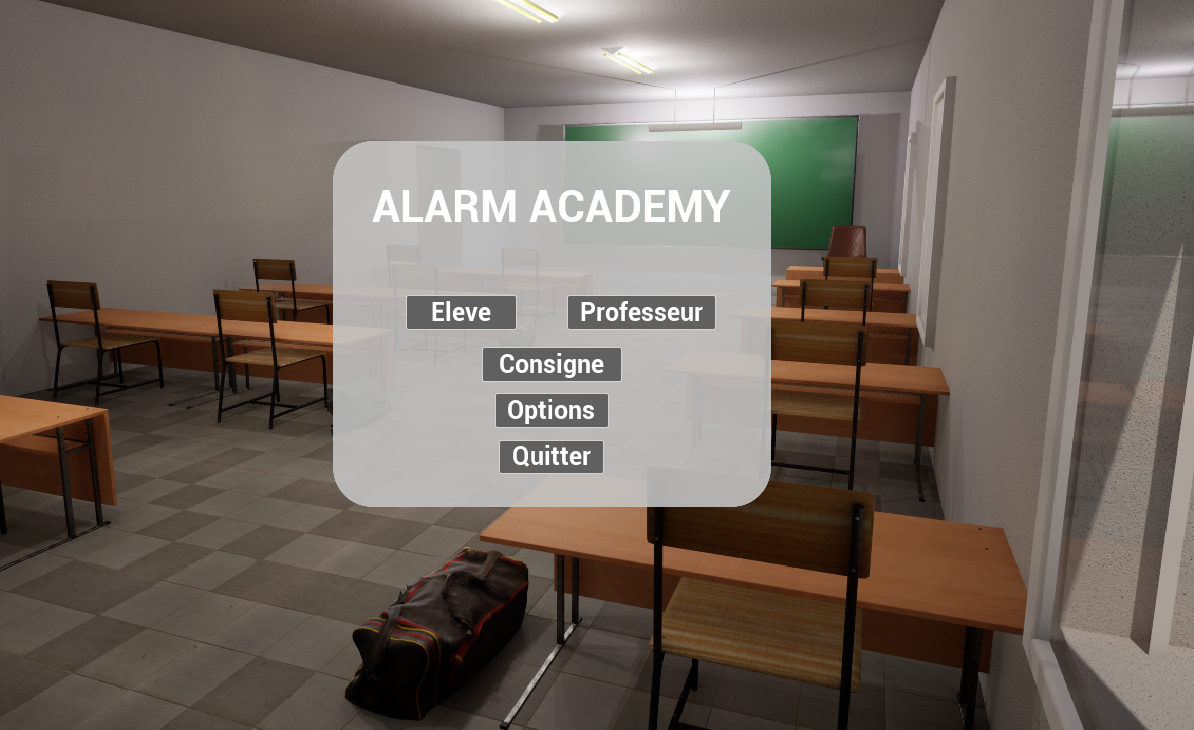 ALARM ACADEMY
Eleve Professeur
Consigne
Options
Quitter